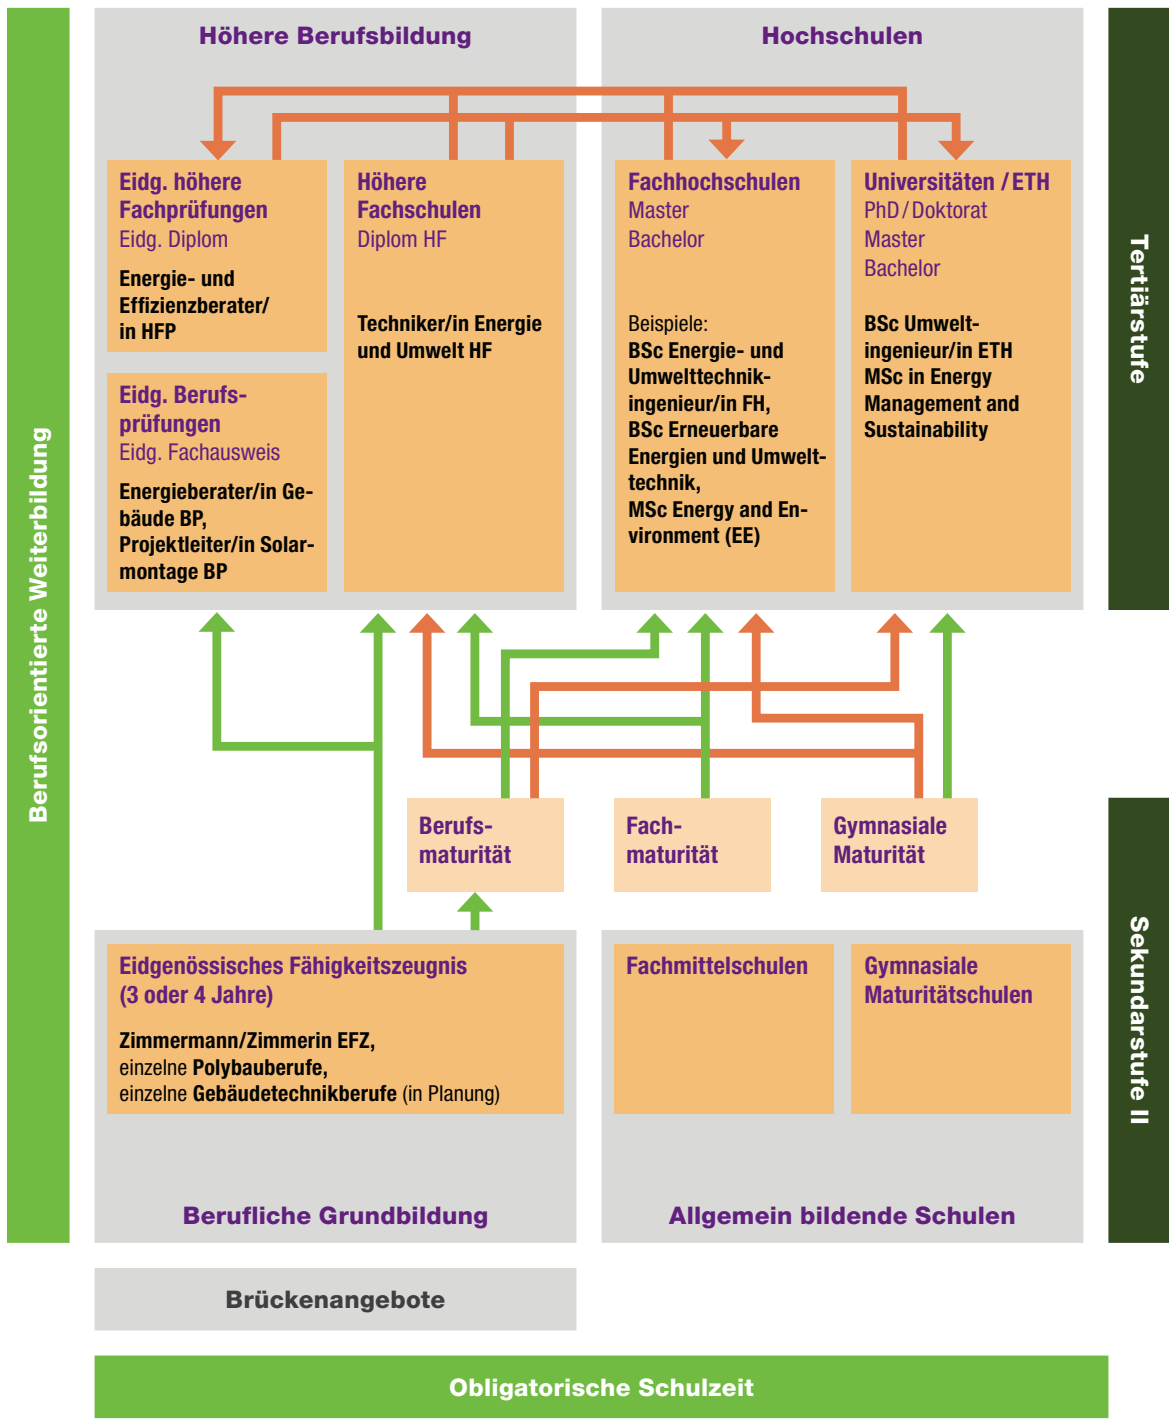 Höhere Berufsbildung
Hochschulen
Eidg. höhere
Fachprüfungen
Eidg. Diplom
Energie- und
Effizienzberater/
in HFP
Eidg. Berufs-
prüfungen
Eidg. Fachausweis
Energieberater/in Ge-
bäude BP,
Projektleiter/in Solar-
montage BP
Höhere
Fachschulen
Diplom HF
Techniker/in Energie
und Umwelt HF
Fachhochschulen
Master
Bachelor
Beispiele:
BSc Energie- und
Umwelttechnik-
ingenieur/in FH,
BSc Erneuerbare
Energien und Umwelt-
technik,
MSc Energy and En-
vironment (EE)
Universitäten / ETH
PhD / Doktorat
Master
Bachelor
BSc Umwelt-
ingenieur/in ETH
MSc in Energy
Management and
Sustainability
Tertiärstufe
Berufsorientierte Weiterbildung
Berufs-
maturität
Fach-
maturität
Gymnasiale
Maturität
Eidgenössisches Fähigkeitszeugnis
(3 oder 4 Jahre)
Zimmermann/Zimmerin EFZ,
einzelne Polybauberufe,
einzelne Gebäudetechnikberufe (in Planung)
Fachmittelschulen
Gymnasiale
Maturitätschulen
Sekundarstufe II
Berufliche Grundbildung
Allgemein bildende Schulen
Brückenangebote
Obligatorische Schulzeit